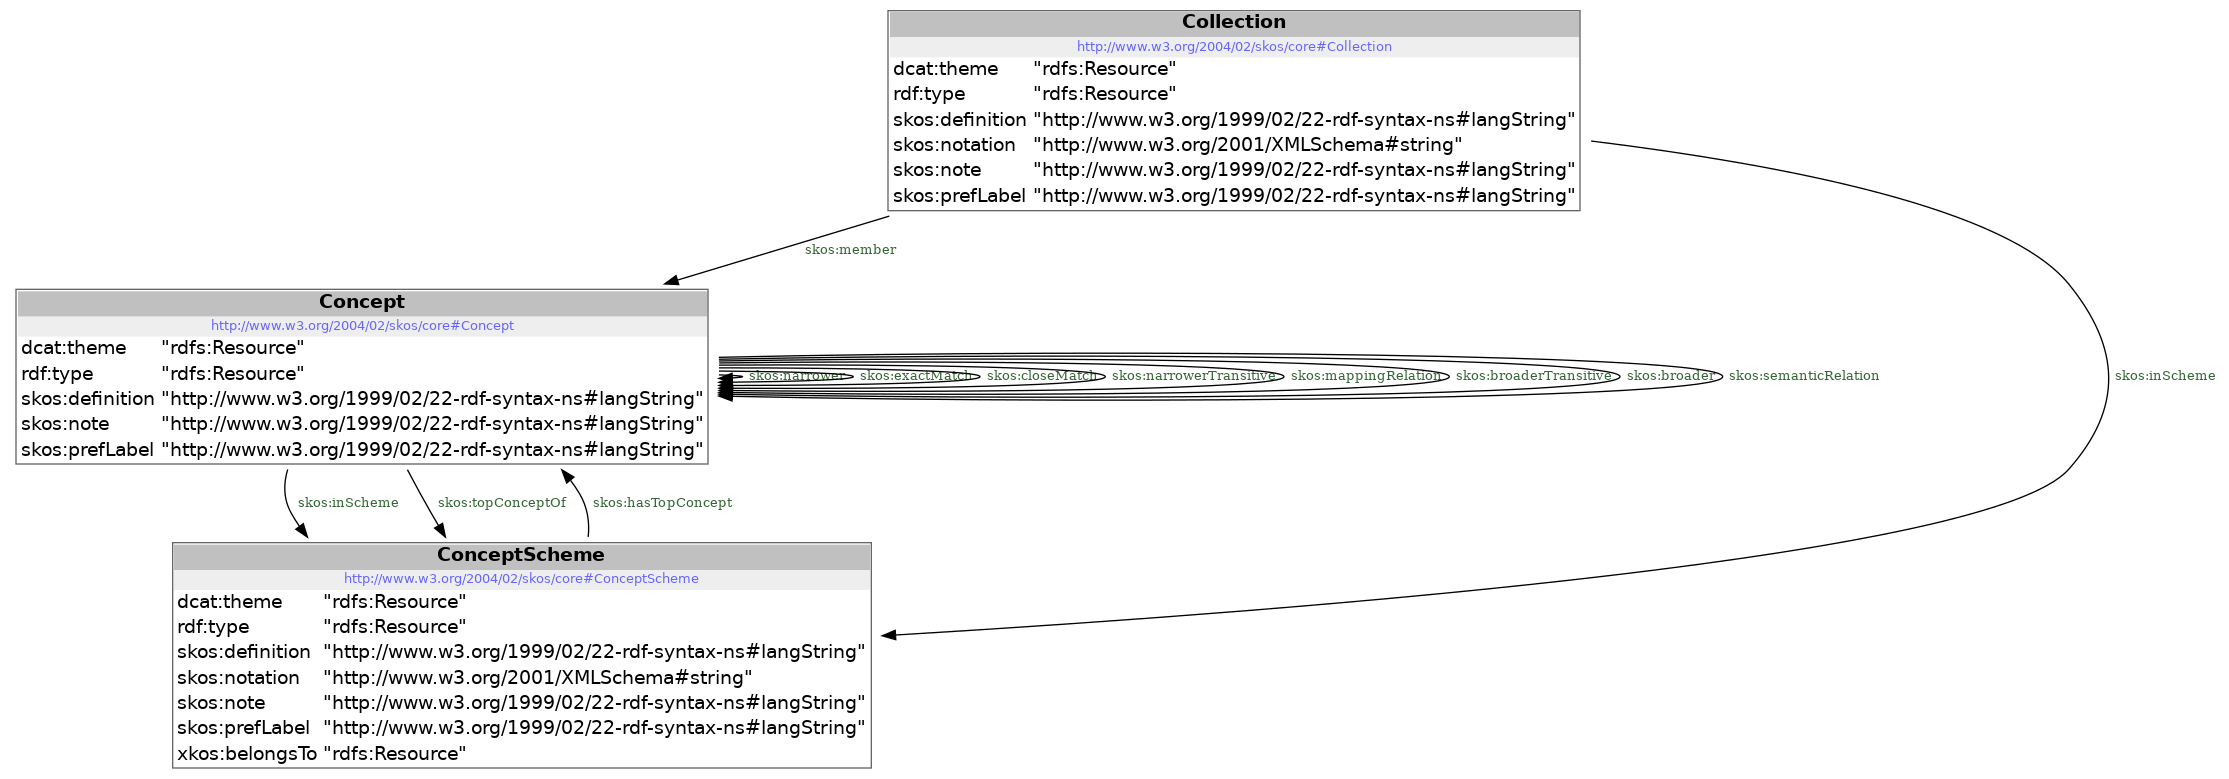 Collection
http://www.w3.org/2004/02/skos/core#Collection
dcat:theme "rdfs:Resource"
rdf:type "rdfs:Resource"
skos:definition "http://www.w3.org/1999/02/22-rdf-syntax-ns#langString"
skos:notation "http://www.w3.org/2001/XMLSchema#string"
skos:note "http://www.w3.org/1999/02/22-rdf-syntax-ns#langString"
skos:prefLabel "http://www.w3.org/1999/02/22-rdf-syntax-ns#langString"
skos:member
Concept
http://www.w3.org/2004/02/skos/core#Concept
dcat:theme "rdfs:Resource"
rdf:type "rdfs:Resource"
skos:definition "http://www.w3.org/1999/02/22-rdf-syntax-ns#langString"
skos:note "http://www.w3.org/1999/02/22-rdf-syntax-ns#langString"
skos:prefLabel "http://www.w3.org/1999/02/22-rdf-syntax-ns#langString"
skos:narrower skos:exactMatch skos:closeMatch skos:narrowerTransitive skos:mappingRelation skos:broaderTransitive skos:broader skos:semanticRelation skos:inScheme
skos:inScheme skos:topConceptOf skos:hasTopConcept
ConceptScheme
http://www.w3.org/2004/02/skos/core#ConceptScheme
dcat:theme "rdfs:Resource"
rdf:type "rdfs:Resource"
skos:definition "http://www.w3.org/1999/02/22-rdf-syntax-ns#langString"
skos:notation "http://www.w3.org/2001/XMLSchema#string"
skos:note "http://www.w3.org/1999/02/22-rdf-syntax-ns#langString"
skos:prefLabel "http://www.w3.org/1999/02/22-rdf-syntax-ns#langString"
xkos:belongsTo "rdfs:Resource"